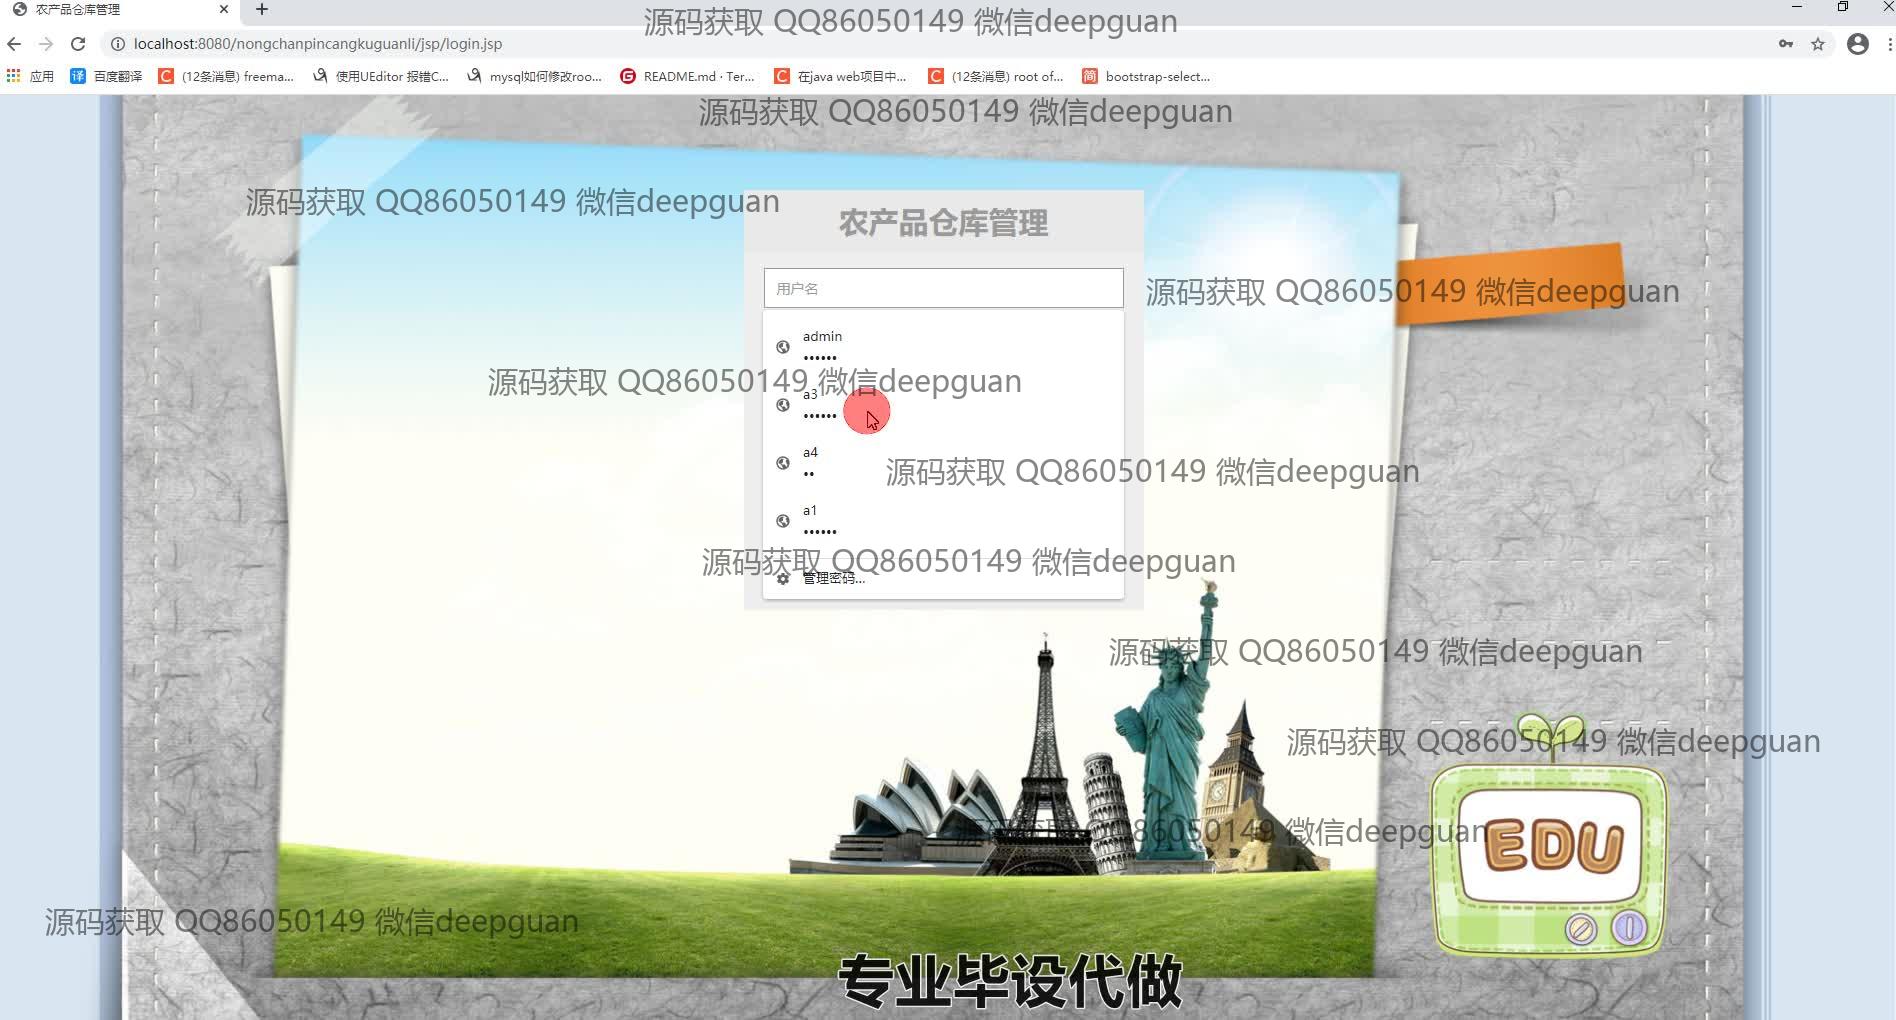 农产品仓库管理
源码获取 QQ86050149 微信deepguan
localhost:8080/nongchanpincangkuguanli/jsp/login.jsp
应用 百度翻译 (12条消息) freema... 使用UEditor 报错C... mysql如何修改roo... README.md · Ter... 在java web项目中... (12条消息) root of... bootstrap-select...
源码获取 QQ86050149 微信deepguan
源码获取 QQ86050149 微信deepguan
农产品仓库管理
用户名
源码获取 QQ86050149 微信deepguan
admin
••••••
源码获取 QQ86050149 微信deepguan
a3
••••••
a4
••
源码获取 QQ86050149 微信deepguan
a1
••••••
源码获取 QQ86050149 微信deepguan
管理密码...
源码获取 QQ86050149 微信deepguan
源码获取 QQ86050149 微信deepguan
源码获取 QQ86050149 微信deepguan
EDU
源码获取 QQ86050149 微信deepguan
专业毕设代做